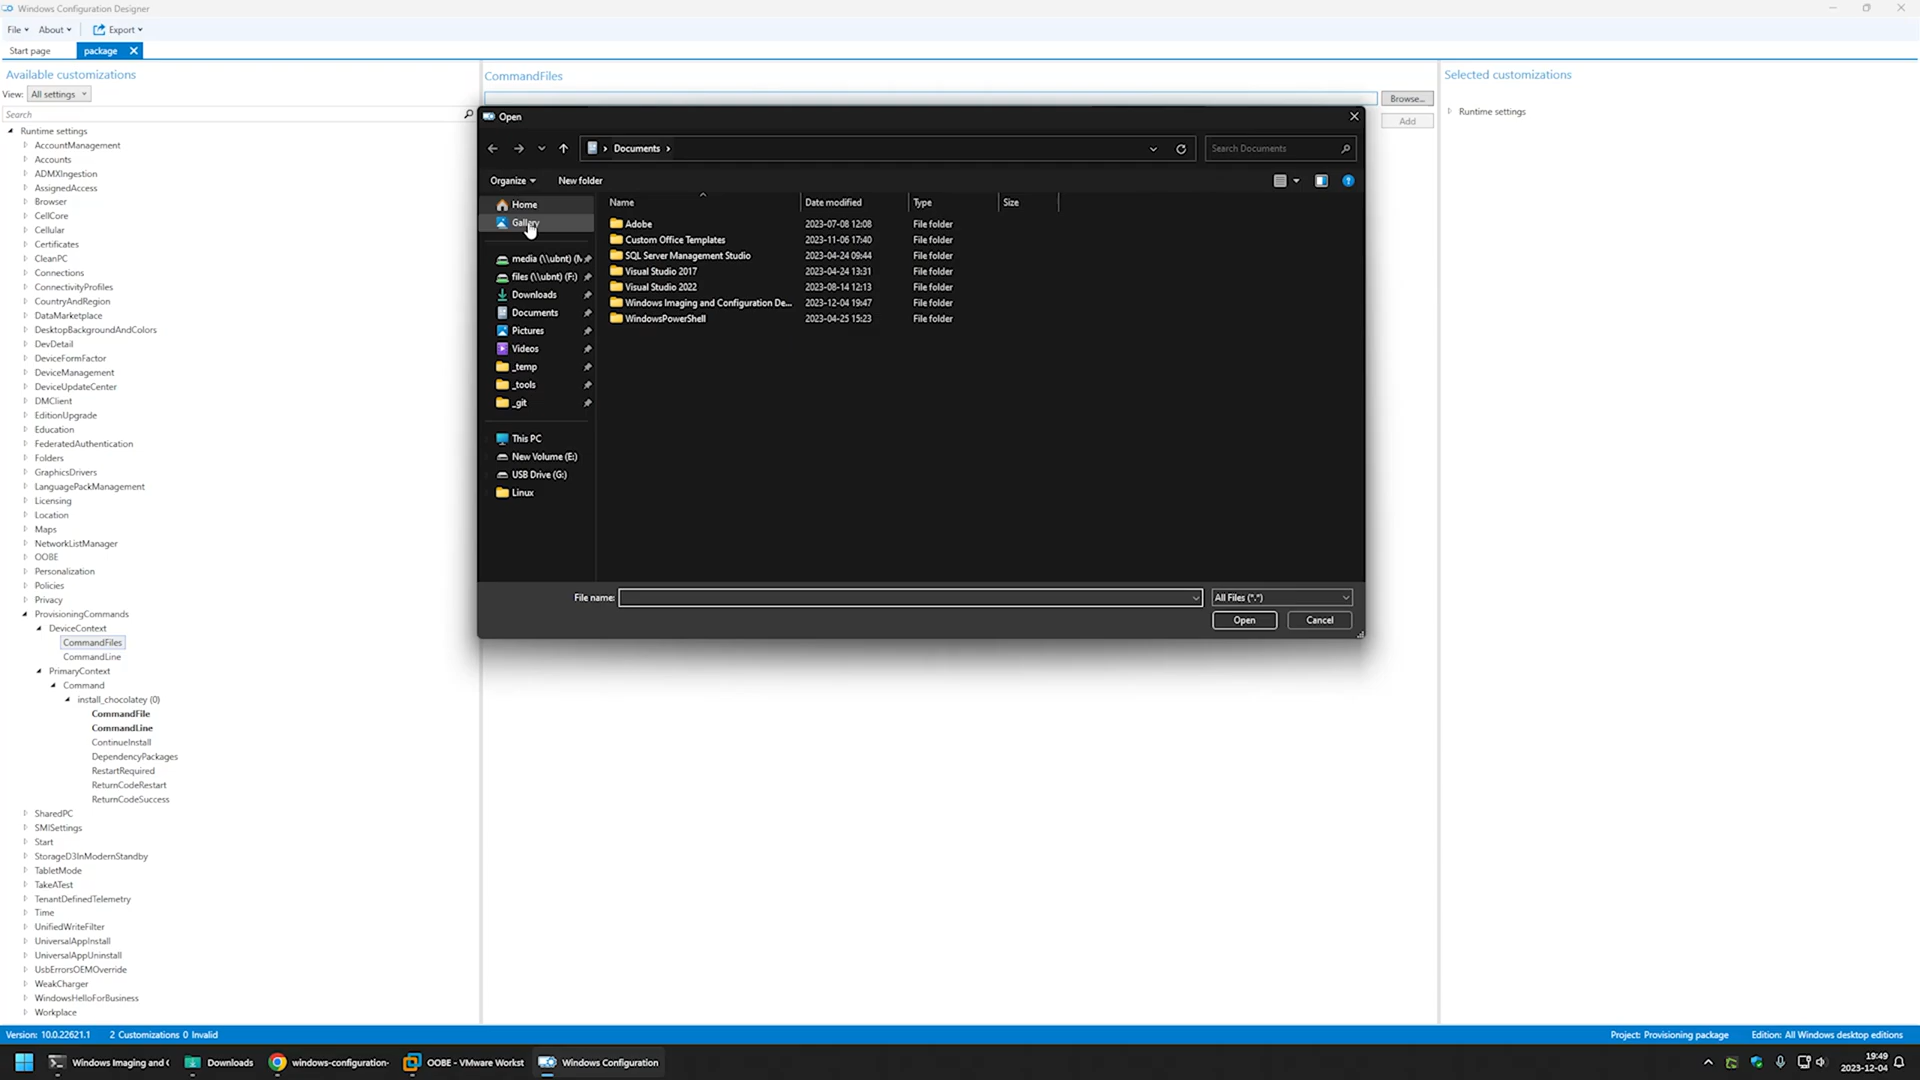 Windows Configuration Designer
File
About
Export
Start page
package
Available customizations
View: All settings
Search
Runtime settings
AccountManagement
Accounts
ADMXIngestion
AssignedAccess
Browser
CellCore
Cellular
Certificates
CleanPC
Connections
ConnectivityProfiles
CountryAndRegion
DataMarketplace
DesktopBackgroundAndColors
DevDetail
DeviceFormFactor
DeviceManagement
DeviceUpdateCenter
DMClient
EditionUpgrade
Education
FederatedAuthentication
Folders
GraphicsDrivers
LanguagePackManagement
Licensing
Location
Maps
NetworkListManager
OOBE
Personalization
Policies
Privacy
ProvisioningCommands
DeviceContext
CommandFiles
CommandLine
PrimaryContext
Command
install_chocolatey (0)
CommandFile
CommandLine
ContinueInstall
DependencyPackages
RestartRequired
ReturnCodeRestart
ReturnCodeSuccess
SharedPC
SMISettings
Start
StorageD3InModernStandby
TabletMode
TakeATest
TenantDefinedTelemetry
Time
UnifiedWriteFilter
UniversalAppInstall
UniversalAppUninstall
UsbErrorsOEMOverride
WeakCharger
WindowsHelloForBusiness
Workplace
CommandFiles
Browse...
Add
Open
Documents
Search Documents
Organize
New folder
Home
Gallery
media (\\ubnt) (M
files (\\ubnt) (F:)
Downloads
Documents
Pictures
Videos
_temp
_tools
_git
This PC
New Volume (E:)
USB Drive (G:)
Linux
Name Date modified Type Size
Adobe 2023-07-08 12:08 File folder
Custom Office Templates 2023-11-06 17:40 File folder
SQL Server Management Studio 2023-04-24 09:44 File folder
Visual Studio 2017 2023-04-24 13:31 File folder
Visual Studio 2022 2023-08-14 12:13 File folder
Windows Imaging and Configuration De... 2023-12-04 19:47 File folder
WindowsPowerShell 2023-04-25 15:23 File folder
File name:
All Files (*.*)
Open
Cancel
Selected customizations
Runtime settings
Version: 10.0.22621.1 2 Customizations 0 Invalid
Project: Provisioning package Edition: All Windows desktop editions
Windows Imaging and C
Downloads
windows-configuration-
OOBE - VMware Workst
Windows Configuration
19:49
2023-12-04